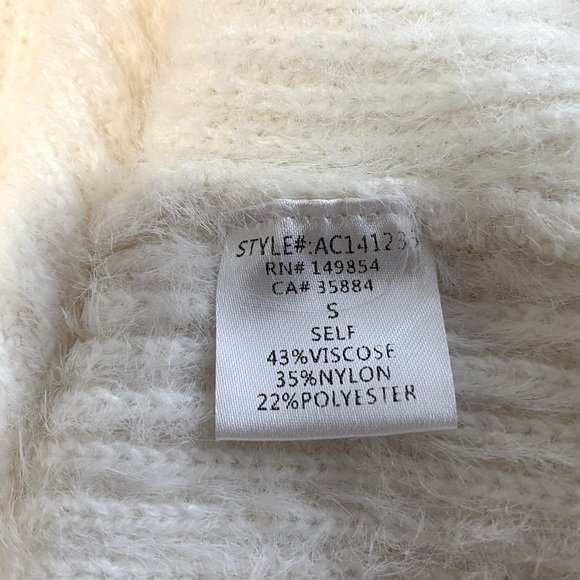 STYLE#:AC14123
RN# 149854
CA# 35884
S
SELF
43%VISCOSE
35%NYLON
22%POLYESTER